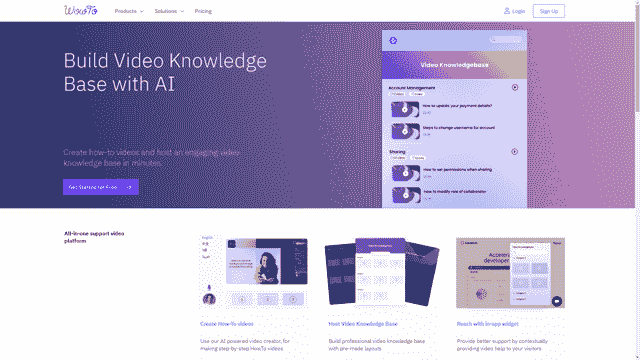 WowTo
Products
Solutions
Pricing
Login
Sign Up
Build Video Knowledge
Base with AI
Create how-to videos and host an engaging video
knowledge base in minutes.
Get Started for Free
Video Knowledgebase
Account Management
How to update your payment details?
Steps to change username for account
Sharing
How to set permissions when sharing
How to modify role of collaborator
All-in-one support video
platform
Create How-To videos
Use our AI powered video creator, for
making step-by-step HowTo videos
Host Video Knowledge Base
Build professional video knowledge base
with pre-made layouts
Reach with In-app widget
Provide better support by contextually
providing video help to your visitors